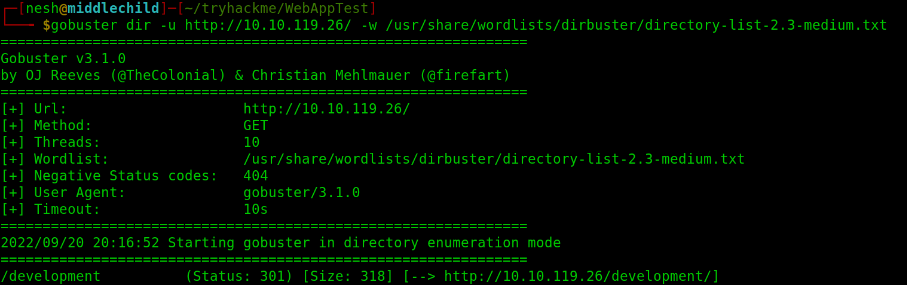 ┌─[nesh@middlechild]─[~/tryhackme/WebAppTest]
└──╼ $gobuster dir -u http://10.10.119.26/ -w /usr/share/wordlists/dirbuster/directory-list-2.3-medium.txt
===============================================================
Gobuster v3.1.0
by OJ Reeves (@TheColonial) & Christian Mehlmauer (@firefart)
===============================================================
[+] Url:                     http://10.10.119.26/
[+] Method:                  GET
[+] Threads:                 10
[+] Wordlist:                /usr/share/wordlists/dirbuster/directory-list-2.3-medium.txt
[+] Negative Status codes:   404
[+] User Agent:              gobuster/3.1.0
[+] Timeout:                 10s
===============================================================
2022/09/20 20:16:52 Starting gobuster in directory enumeration mode
===============================================================
/development          (Status: 301) [Size: 318] [--> http://10.10.119.26/development/]